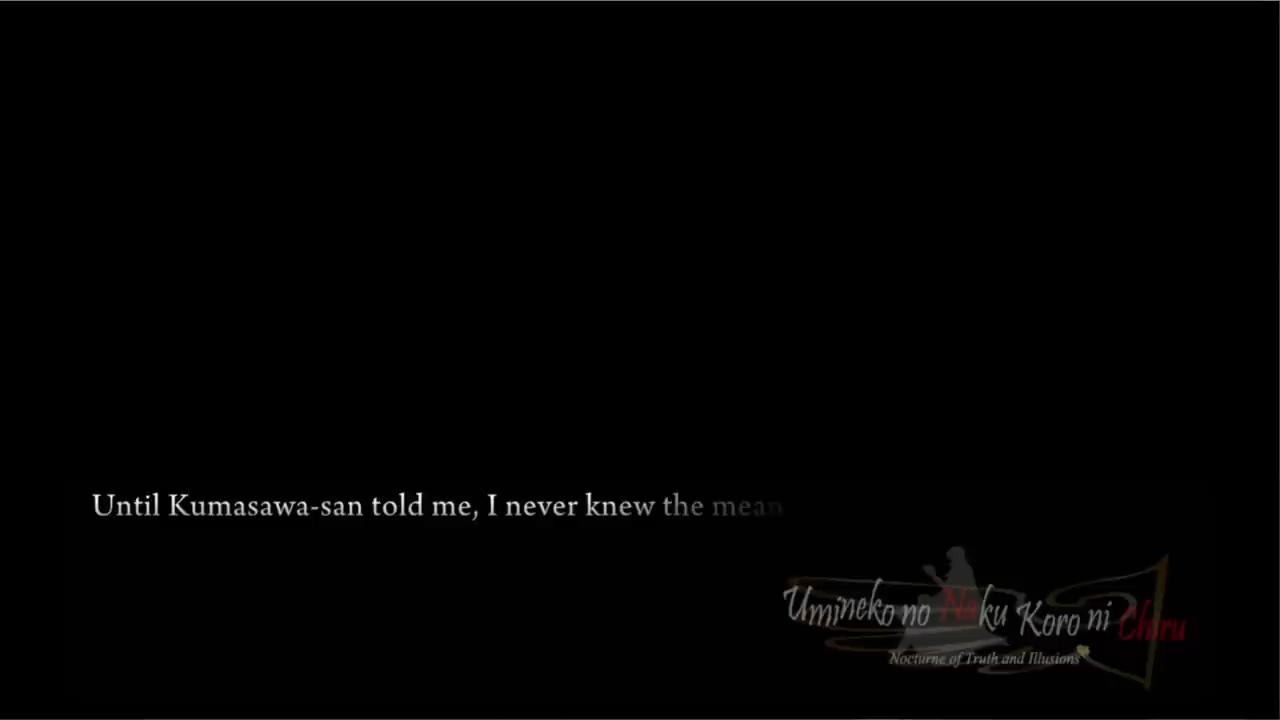 Until Kumasawa-san told me, I never knew the mean
Umineko no Naku Koro ni Chiru
Nocturne of Truth and Illusions